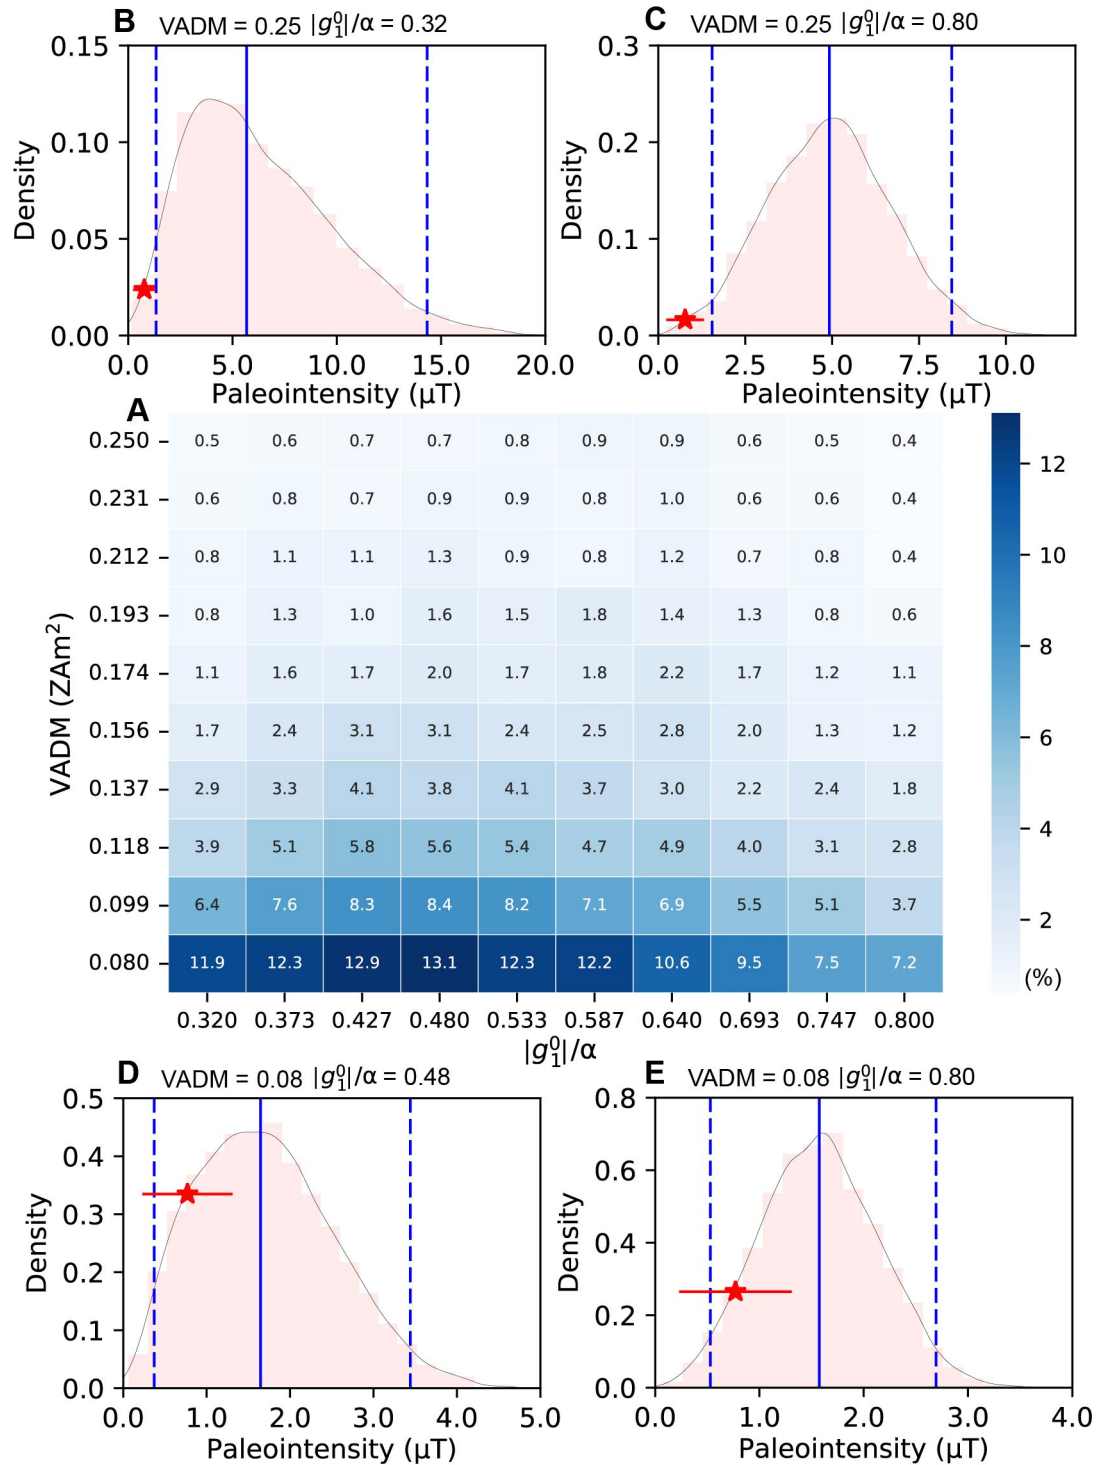 B VADM = 0.25 |g₁⁰|/α = 0.32
0.15
0.10
0.05
0.00
Density
0.0 5.0 10.0 15.0 20.0
Paleointensity (μT)
C VADM = 0.25 |g₁⁰|/α = 0.80
0.3
0.2
0.1
0.0
Density
0.0 2.5 5.0 7.5 10.0
Paleointensity (μT)
A
VADM (ZAm²)
0.250 0.5 0.6 0.7 0.7 0.8 0.9 0.9 0.6 0.5 0.4
0.231 0.6 0.8 0.7 0.9 0.9 0.8 1.0 0.6 0.6 0.4
0.212 0.8 1.1 1.1 1.3 0.9 0.8 1.2 0.7 0.8 0.4
0.193 0.8 1.3 1.0 1.6 1.5 1.8 1.4 1.3 0.8 0.6
0.174 1.1 1.6 1.7 2.0 1.7 1.8 2.2 1.7 1.2 1.1
0.156 1.7 2.4 3.1 3.1 2.4 2.5 2.8 2.0 1.3 1.2
0.137 2.9 3.3 4.1 3.8 4.1 3.7 3.0 2.2 2.4 1.8
0.118 3.9 5.1 5.8 5.6 5.4 4.7 4.9 4.0 3.1 2.8
0.099 6.4 7.6 8.3 8.4 8.2 7.1 6.9 5.5 5.1 3.7
0.080 11.9 12.3 12.9 13.1 12.3 12.2 10.6 9.5 7.5 7.2
0.320 0.373 0.427 0.480 0.533 0.587 0.640 0.693 0.747 0.800
|g₁⁰|/α
12
10
8
6
4
2
(%)
D VADM = 0.08 |g₁⁰|/α = 0.48
0.5
0.4
0.3
0.2
0.1
0.0
Density
0.0 1.0 2.0 3.0 4.0 5.0
Paleointensity (μT)
E VADM = 0.08 |g₁⁰|/α = 0.80
0.8
0.6
0.4
0.2
0.0
Density
0.0 1.0 2.0 3.0 4.0
Paleointensity (μT)